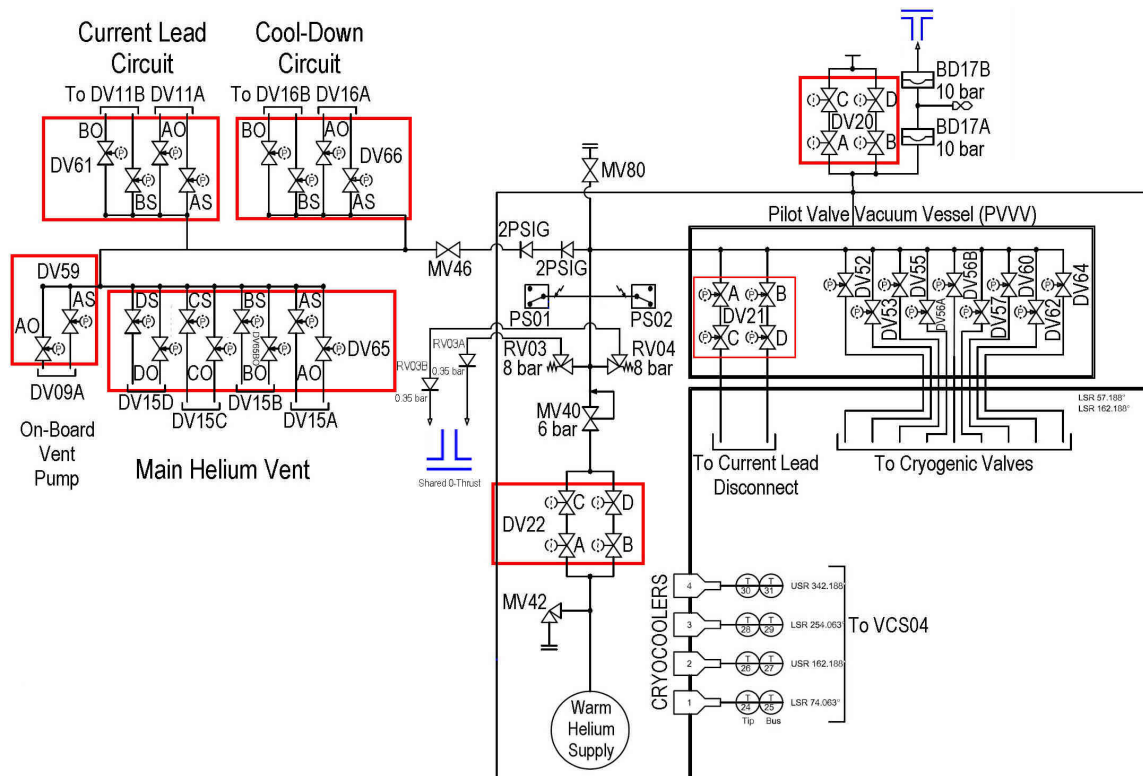 Current Lead
Circuit
Cool-Down
Circuit
To DV11B DV11A
To DV16B DV16A
BO
AO
DV61
BS
AS
BO
AO
DV66
BS
AS
C
D
DV20
A
B
BD17B
10 bar
BD17A
10 bar
MV80
Pilot Valve Vacuum Vessel (PVVV)
2PSIG
2PSIG
MV46
DV59
AS
AO
DV09A
DS
CS
BS
AS
DV65
DO
CO
BO
AO
DV15D
DV15C
DV15B
DV15A
On-Board
Vent
Pump
Main Helium Vent
PS01
PS02
RV03A
0.35 bar
RV03B
0.35 bar
RV03
8 bar
RV04
8 bar
Shared 0-Thrust
MV40
6 bar
A
B
DV21
C
D
DV52
DV53
DV55
DV56A
DV56B
DV57
DV60
DV62
DV64
LSR 57.188°
LSR 162.188°
To Current Lead
Disconnect
To Cryogenic Valves
C
D
DV22
A
B
MV42
Warm
Helium
Supply
CRYOCOOLERS
4
T
30
T
31
USR 342.188°
3
T
28
T
29
LSR 254.063°
2
T
26
T
27
USR 162.188°
1
T
24
T
25
LSR 74.063°
Tip
Bus
To VCS04